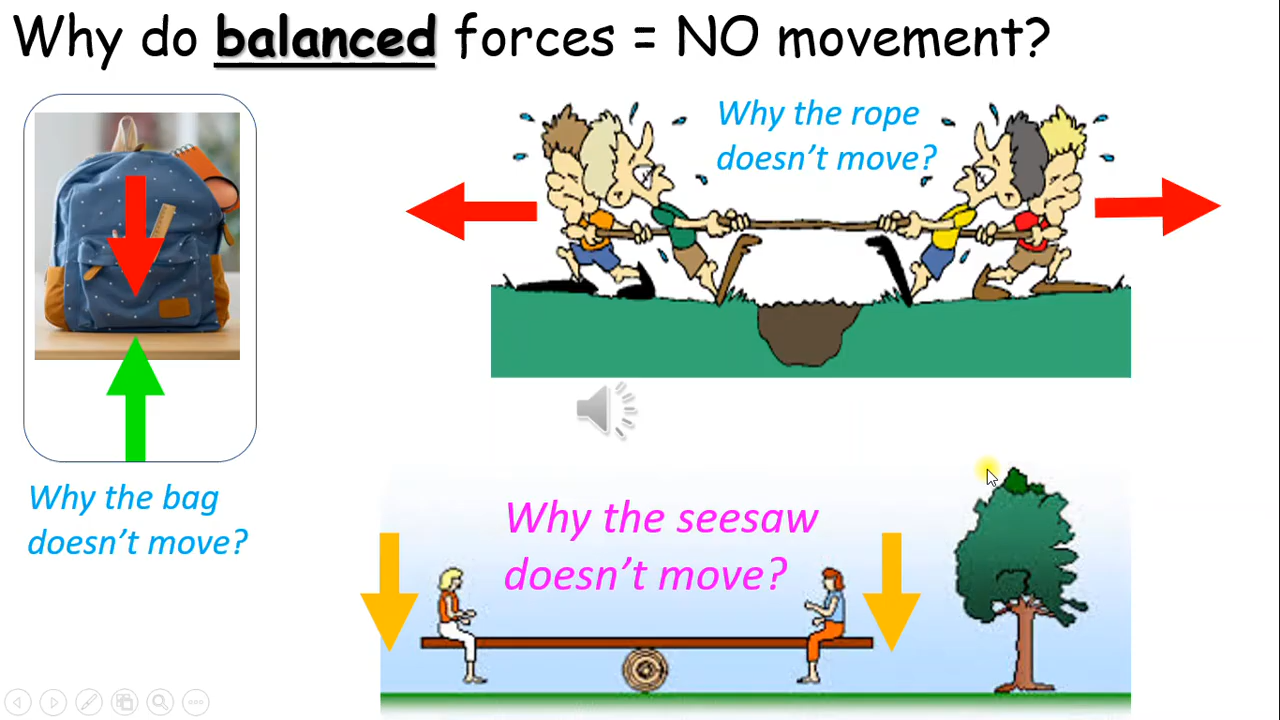 Why do balanced forces = NO movement?
Why the rope
doesn't move?
Why the bag
doesn't move?
Why the seesaw
doesn't move?